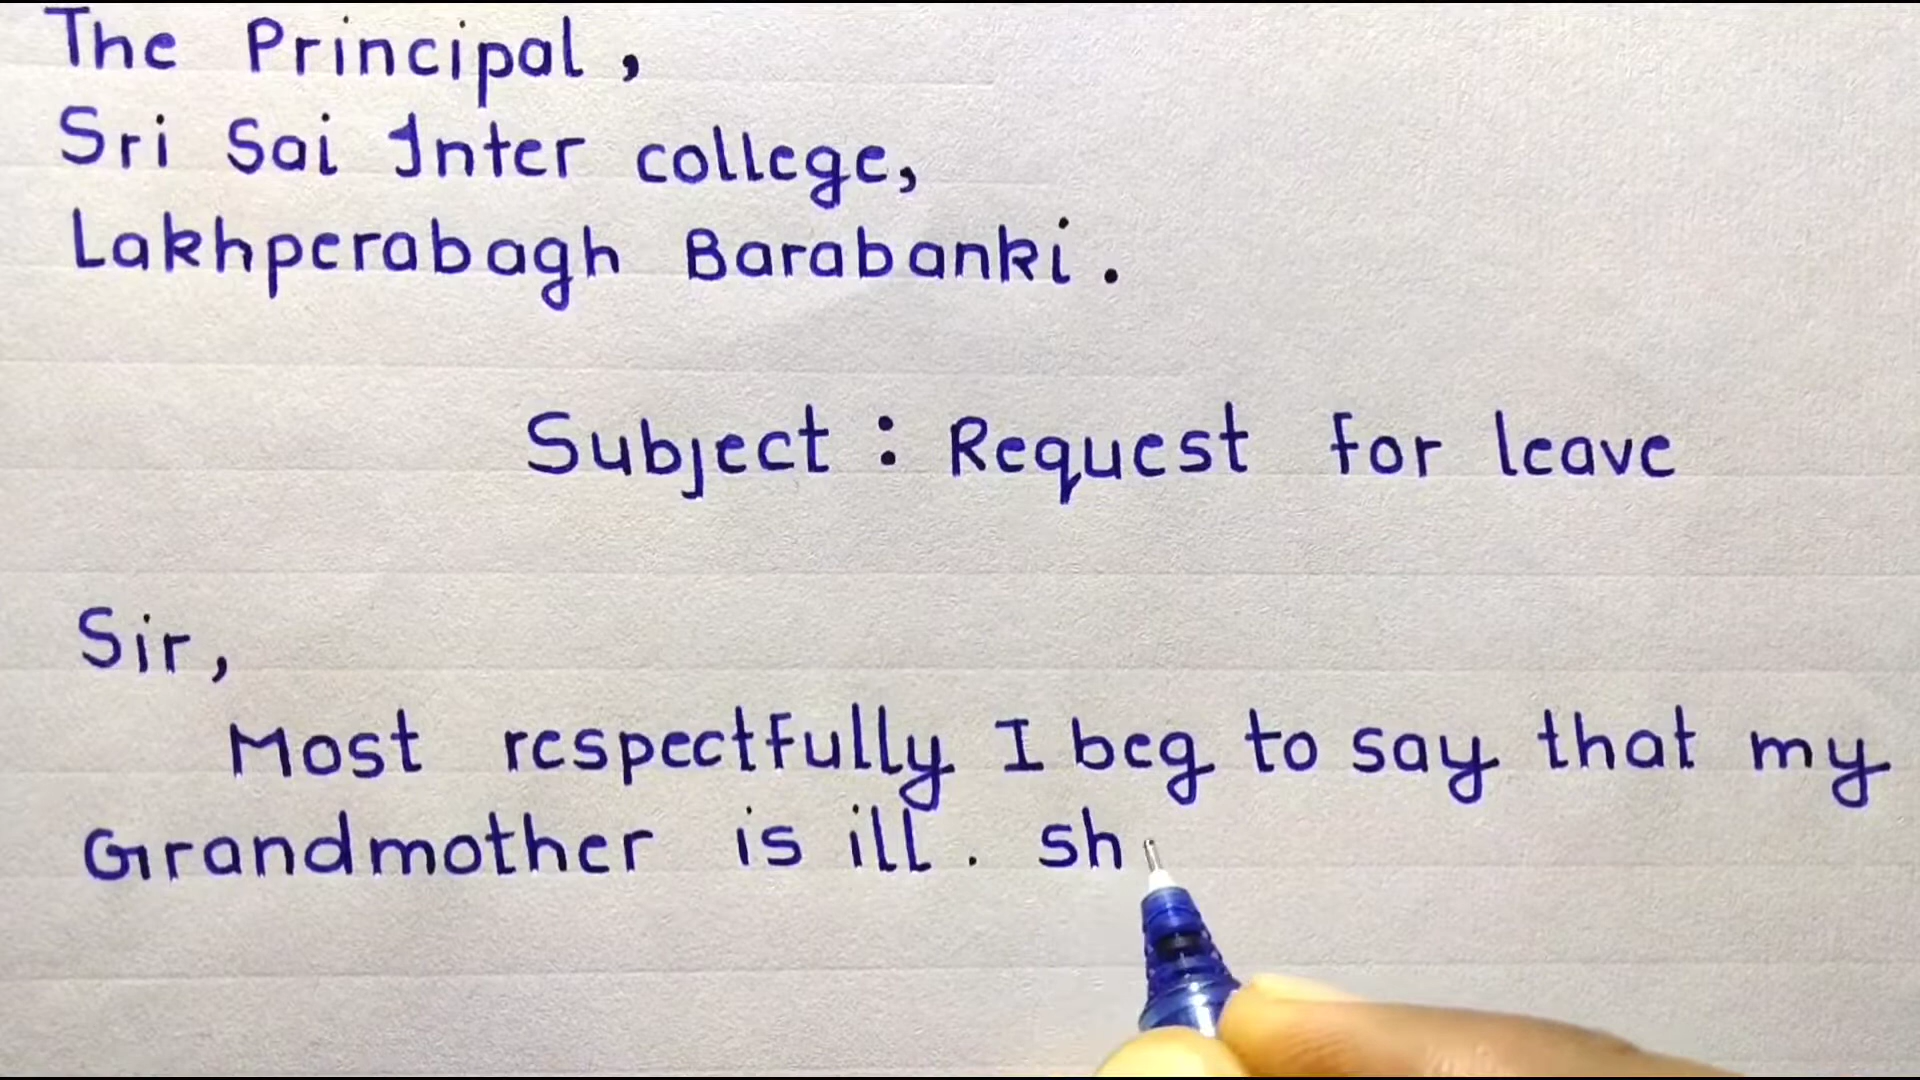 The Principal,
Sri Sai Inter college,
Lakhperabagh Barabanki.
Subject : Request for leave
Sir,
Most respectfully I beg to say that my
Grandmother is ill. sh